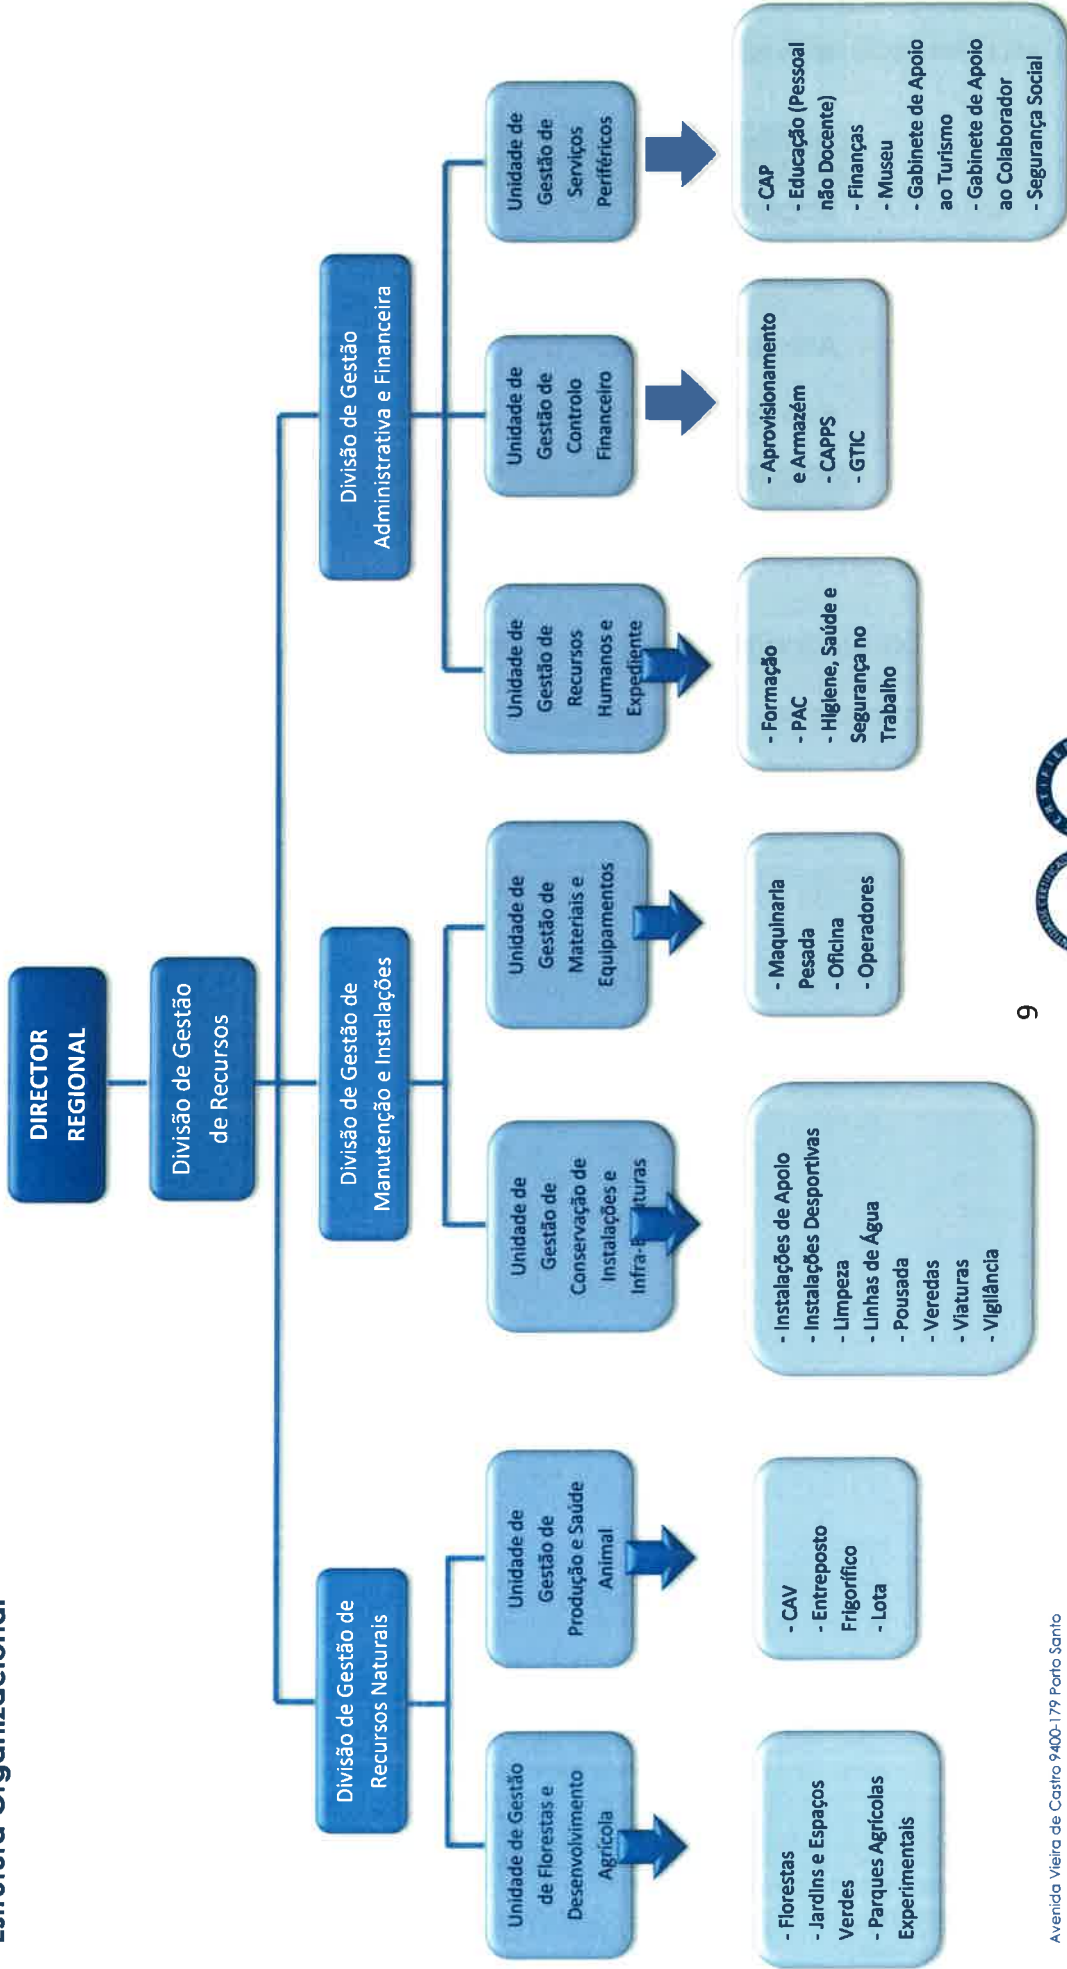 Estrutura Organizacional
DIRECTOR
REGIONAL
Divisão de Gestão
de Recursos
Divisão de Gestão de
Recursos Naturais
Divisão de Gestão de
Manutenção e Instalações
Divisão de Gestão
Administrativa e Financeira
Unidade de Gestão
de Florestas e
Desenvolvimento
Agrícola
Unidade de
Gestão de
Produção e Saúde
Animal
Unidade de
Gestão de
Conservação de
Instalações e
Unidade de
Gestão de
Materiais e
Equipamentos
Unidade de
Gestão de
Recursos
Humanos e
Expediente
Unidade de
Gestão de
Controlo
Financeiro
Unidade de
Gestão de
Serviços
Periféricos
- Florestas
- Jardins e Espaços
Verdes
- Parques Agrícolas
Experimentais
- CAV
- Entreposto
Frigorífico
- Lota
- Instalações de Apoio
- Instalações Desportivas
- Limpeza
- Linhas de Água
- Pousada
- Veredas
- Viaturas
- Vigilância
- Maquinaria
Pesada
- Oficina
- Operadores
- Formação
- PAC
- Higiene, Saúde e
Segurança no
Trabalho
- Aprovisionamento
e Armazém
- CAPPS
- GTIC
- CAP
- Educação (Pessoal
não Docente)
- Finanças
- Museu
- Gabinete de Apoio
ao Turismo
- Gabinete de Apoio
ao Colaborador
- Segurança Social
9
Avenida Vieira de Castro 9400-179 Porto Santo